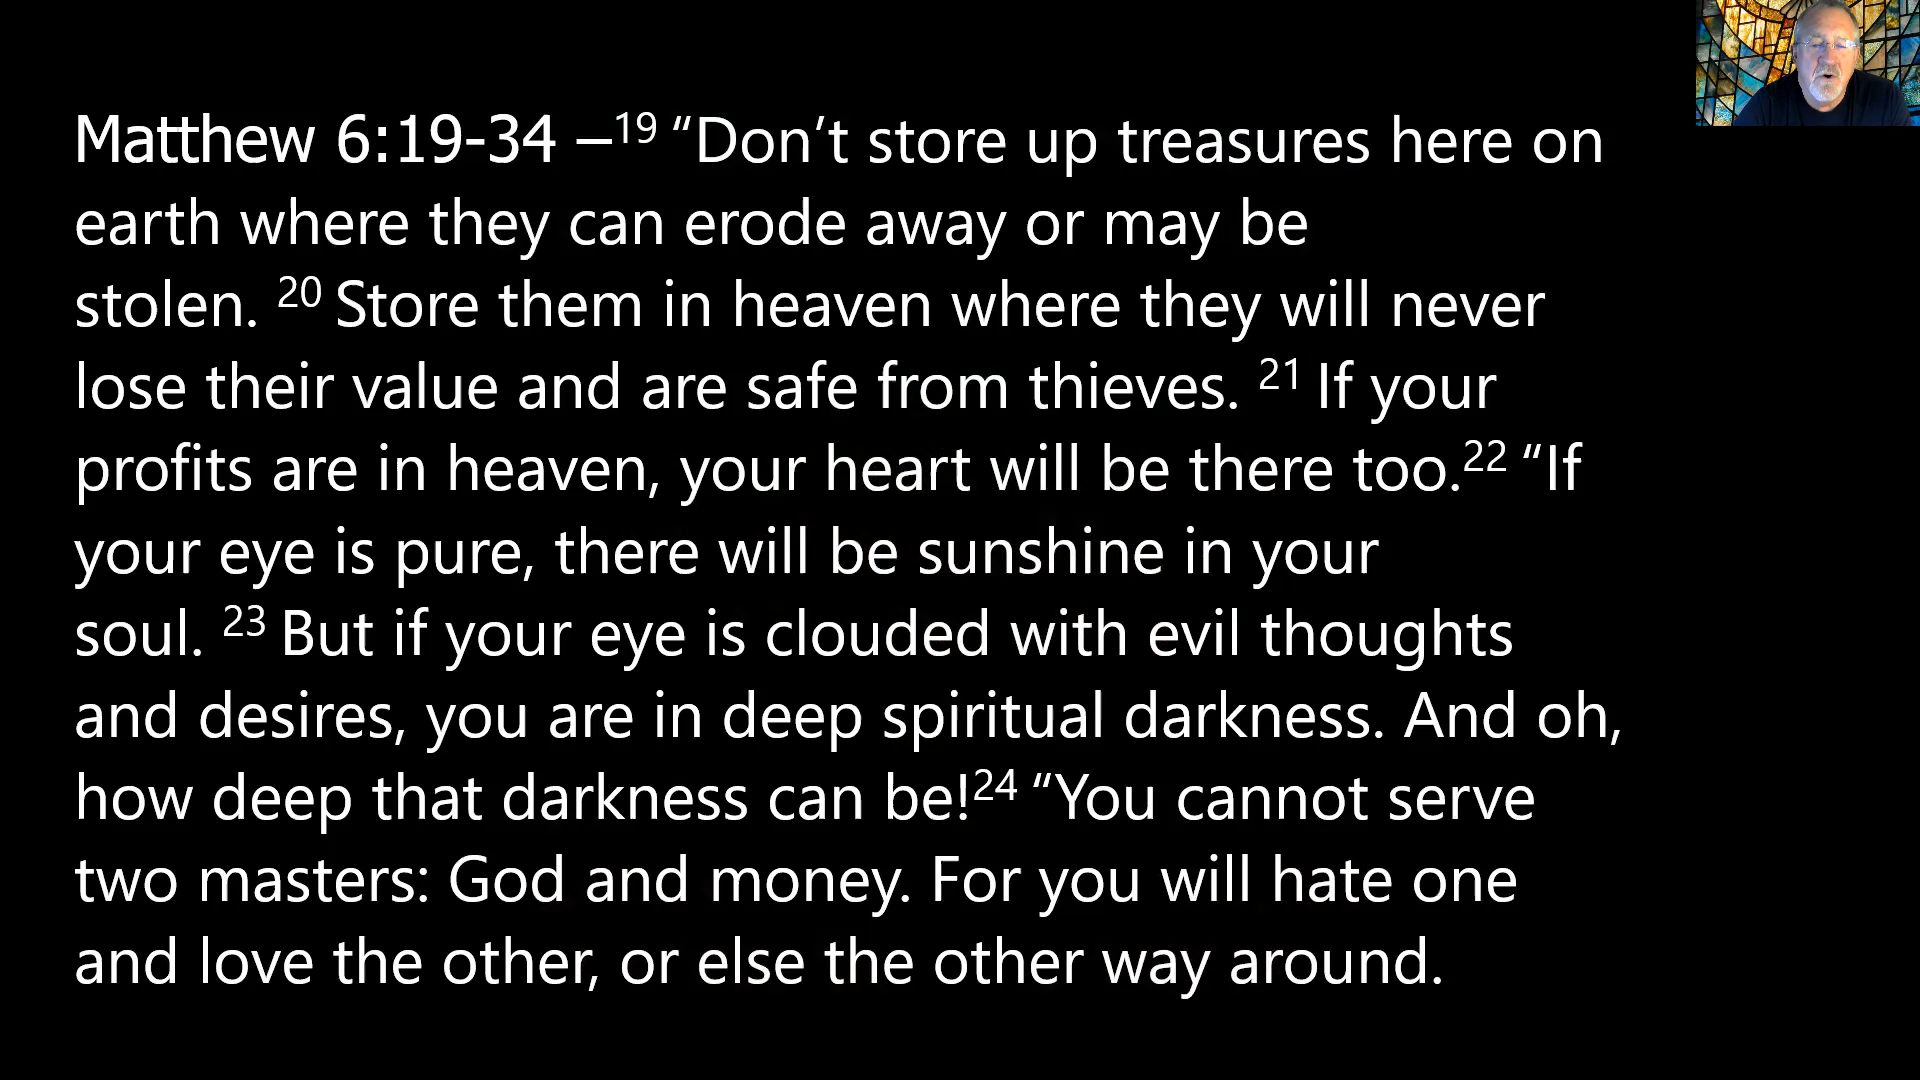 Matthew 6:19-34 –19 “Don’t store up treasures here on
earth where they can erode away or may be
stolen. 20 Store them in heaven where they will never
lose their value and are safe from thieves. 21 If your
profits are in heaven, your heart will be there too.22 “If
your eye is pure, there will be sunshine in your
soul. 23 But if your eye is clouded with evil thoughts
and desires, you are in deep spiritual darkness. And oh,
how deep that darkness can be!24 “You cannot serve
two masters: God and money. For you will hate one
and love the other, or else the other way around.